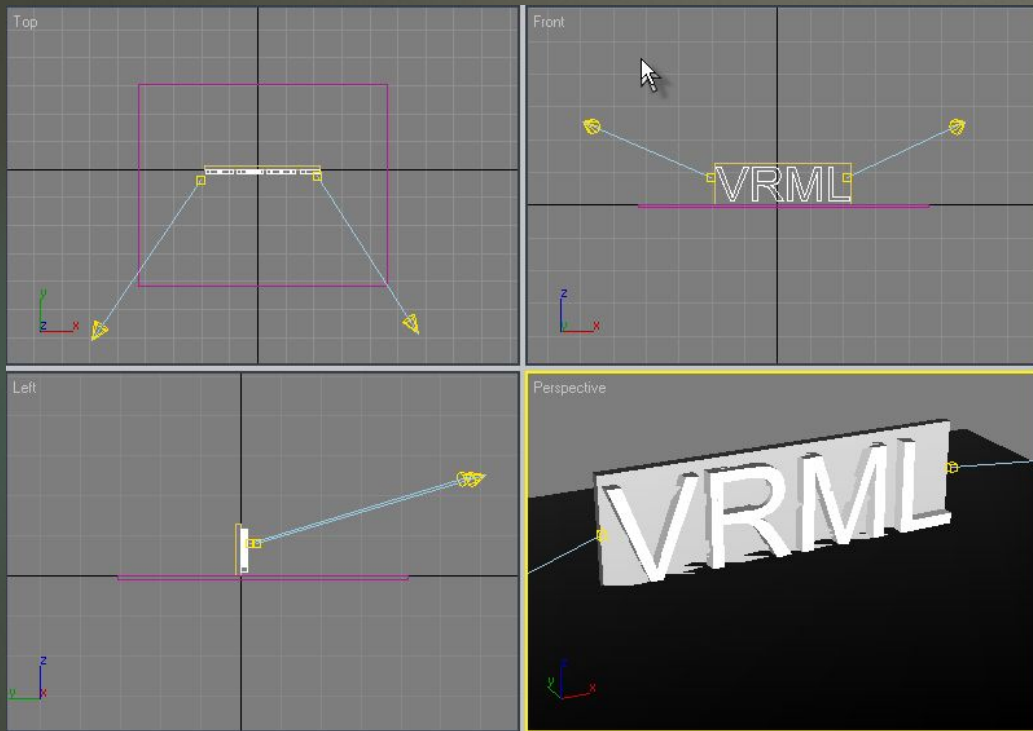 Top
Front
VRML
y
z x
z
y x
Left
Perspective
VRML
z
y x
z
y x